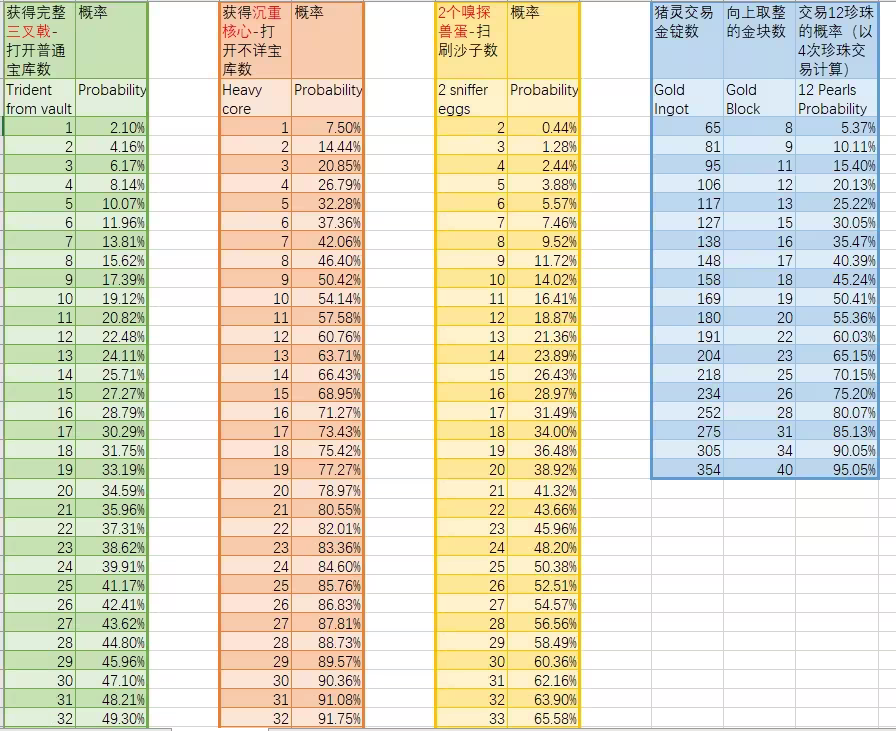 获得完整 概率 获得沉重 概率 2个嗅探 概率 猪灵交易 向上取整 交易12珍珠
三叉戟- 核心-打 兽蛋-扫 金锭数 的金块数 的概率（以
打开普通 开不详宝 刷沙子数 4次珍珠交
宝库数 库数 易计算）
Trident Probability Heavy Probability 2 sniffer Probability Gold Gold 12 Pearls
from vault core eggs Ingot Block Probability
1 2.10% 1 7.50% 2 0.44% 65 8 5.37%
2 4.16% 2 14.44% 3 1.28% 81 9 10.11%
3 6.17% 3 20.85% 4 2.44% 95 11 15.40%
4 8.14% 4 26.79% 5 3.88% 106 12 20.13%
5 10.07% 5 32.28% 6 5.57% 117 13 25.22%
6 11.96% 6 37.36% 7 7.46% 127 15 30.05%
7 13.81% 7 42.06% 8 9.52% 138 16 35.47%
8 15.62% 8 46.40% 9 11.72% 148 17 40.39%
9 17.39% 9 50.42% 10 14.02% 158 18 45.24%
10 19.12% 10 54.14% 11 16.41% 169 19 50.41%
11 20.82% 11 57.58% 12 18.87% 180 20 55.36%
12 22.48% 12 60.76% 13 21.36% 191 22 60.03%
13 24.11% 13 63.71% 14 23.89% 204 23 65.15%
14 25.71% 14 66.43% 15 26.43% 218 25 70.15%
15 27.27% 15 68.95% 16 28.97% 234 26 75.20%
16 28.79% 16 71.27% 17 31.49% 252 28 80.07%
17 30.29% 17 73.43% 18 34.00% 275 31 85.13%
18 31.75% 18 75.42% 19 36.48% 305 34 90.05%
19 33.19% 19 77.27% 20 38.92% 354 40 95.05%
20 34.59% 20 78.97% 21 41.32%
21 35.96% 21 80.55% 22 43.66%
22 37.31% 22 82.01% 23 45.96%
23 38.62% 23 83.36% 24 48.20%
24 39.91% 24 84.60% 25 50.38%
25 41.17% 25 85.76% 26 52.51%
26 42.41% 26 86.83% 27 54.57%
27 43.62% 27 87.81% 28 56.56%
28 44.80% 28 88.73% 29 58.49%
29 45.96% 29 89.57% 30 60.36%
30 47.10% 30 90.36% 31 62.16%
31 48.21% 31 91.08% 32 63.90%
32 49.30% 32 91.75% 33 65.58%